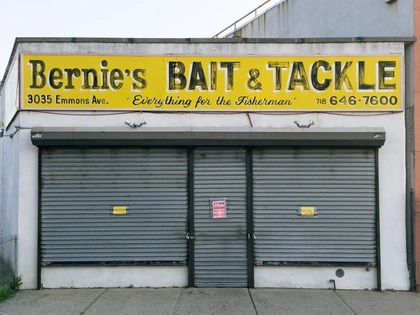 Bernie's BAIT & TACKLE
3035 Emmons Ave. "Everything for the Fisherman" 718 646-7600